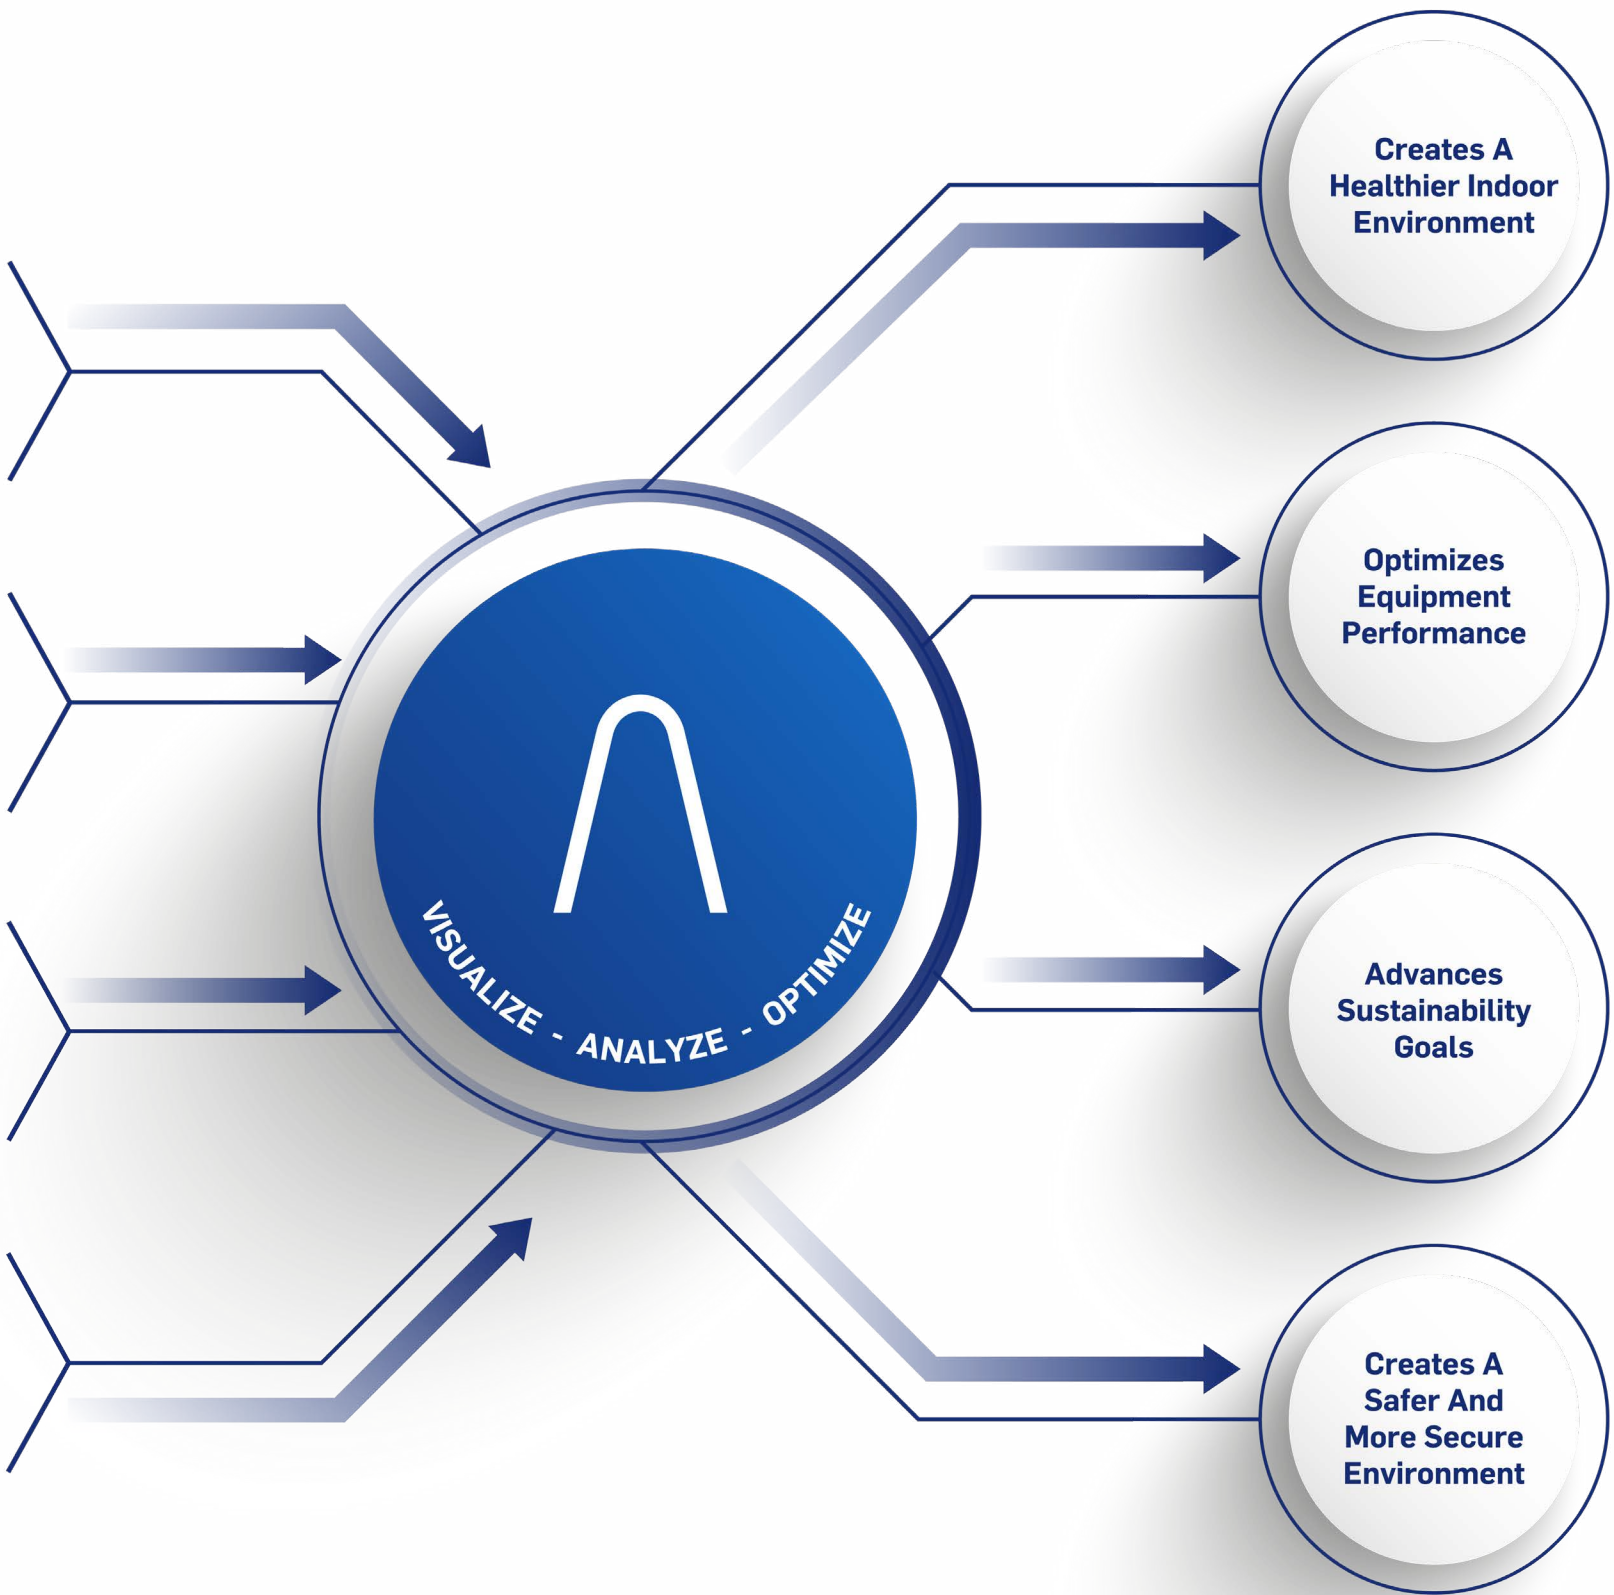 Creates A
Healthier Indoor
Environment
Optimizes
Equipment
Performance
VISUALIZE - ANALYZE - OPTIMIZE
Advances
Sustainability
Goals
Creates A
Safer And
More Secure
Environment